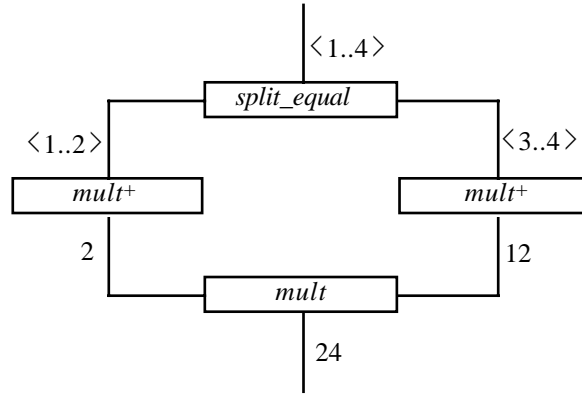 〈1..4〉
split_equal
〈1..2〉
〈3..4〉
mult+
mult+
2
12
mult
24